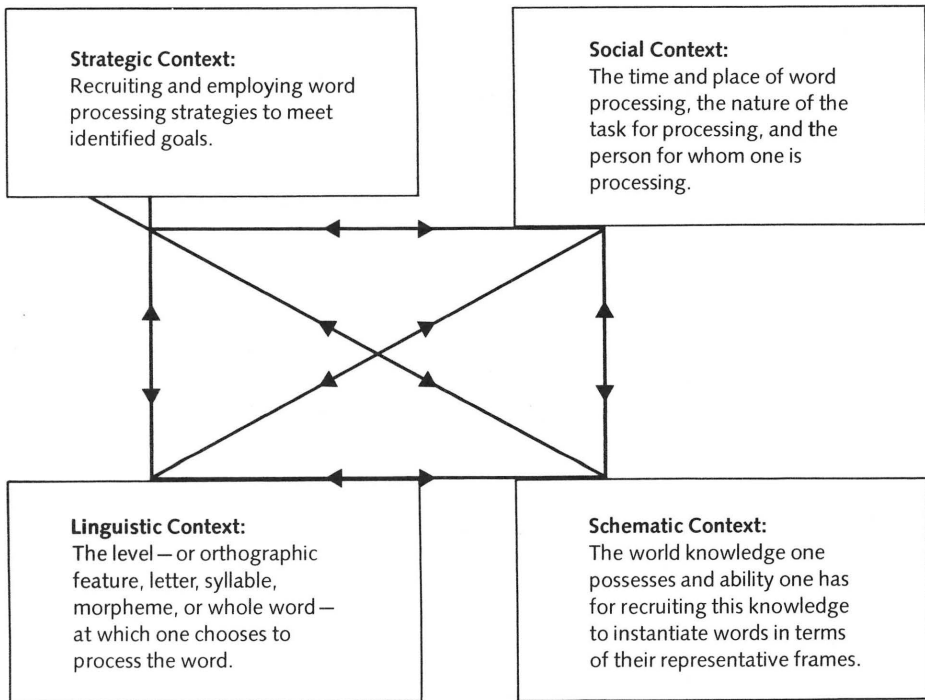 Strategic Context:
Recruiting and employing word
processing strategies to meet
identified goals.
Social Context:
The time and place of word
processing, the nature of the
task for processing, and the
person for whom one is
processing.
Linguistic Context:
The level—or orthographic
feature, letter, syllable,
morpheme, or whole word—
at which one chooses to
process the word.
Schematic Context:
The world knowledge one
possesses and ability one has
for recruiting this knowledge
to instantiate words in terms
of their representative frames.